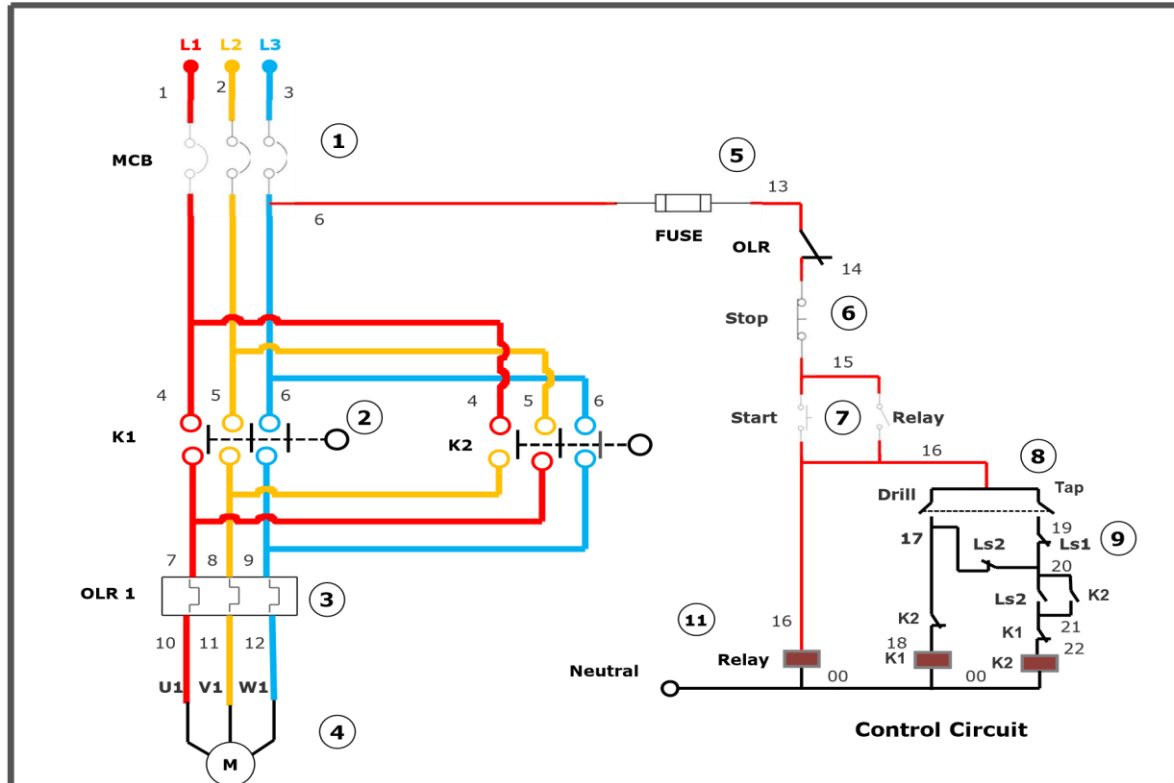 L1 L2 L3
1 2 3
1
MCB
5
13
6
FUSE
OLR
14
Stop
6
15
4 5 6
4 5 6
2
K1
K2
Start
7
Relay
16
8
Drill
Tap
17
19
9
Ls2
Ls1
20
7 8 9
OLR 1
3
Ls2
K2
16
11
K2
K1
21
10 11 12
18
22
Relay
K1
K2
Neutral
00
00
U1 V1 W1
4
M
Control Circuit